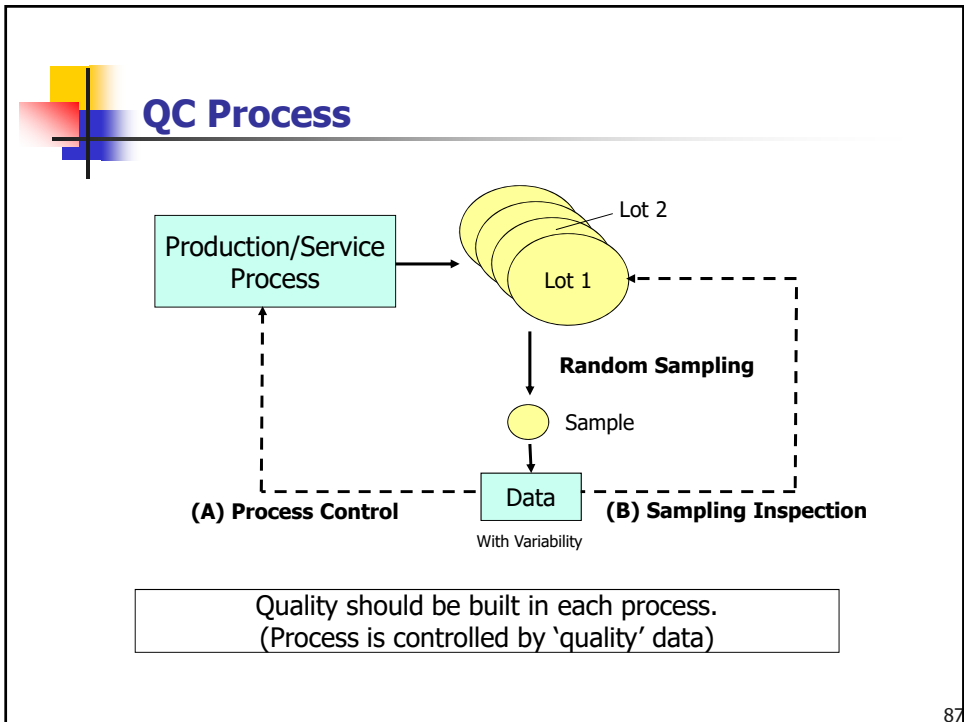 QC Process
Lot 2
Production/Service
Process
Lot 1
Random Sampling
Sample
Data
(A) Process Control
(B) Sampling Inspection
With Variability
Quality should be built in each process.
(Process is controlled by ‘quality’ data)
87